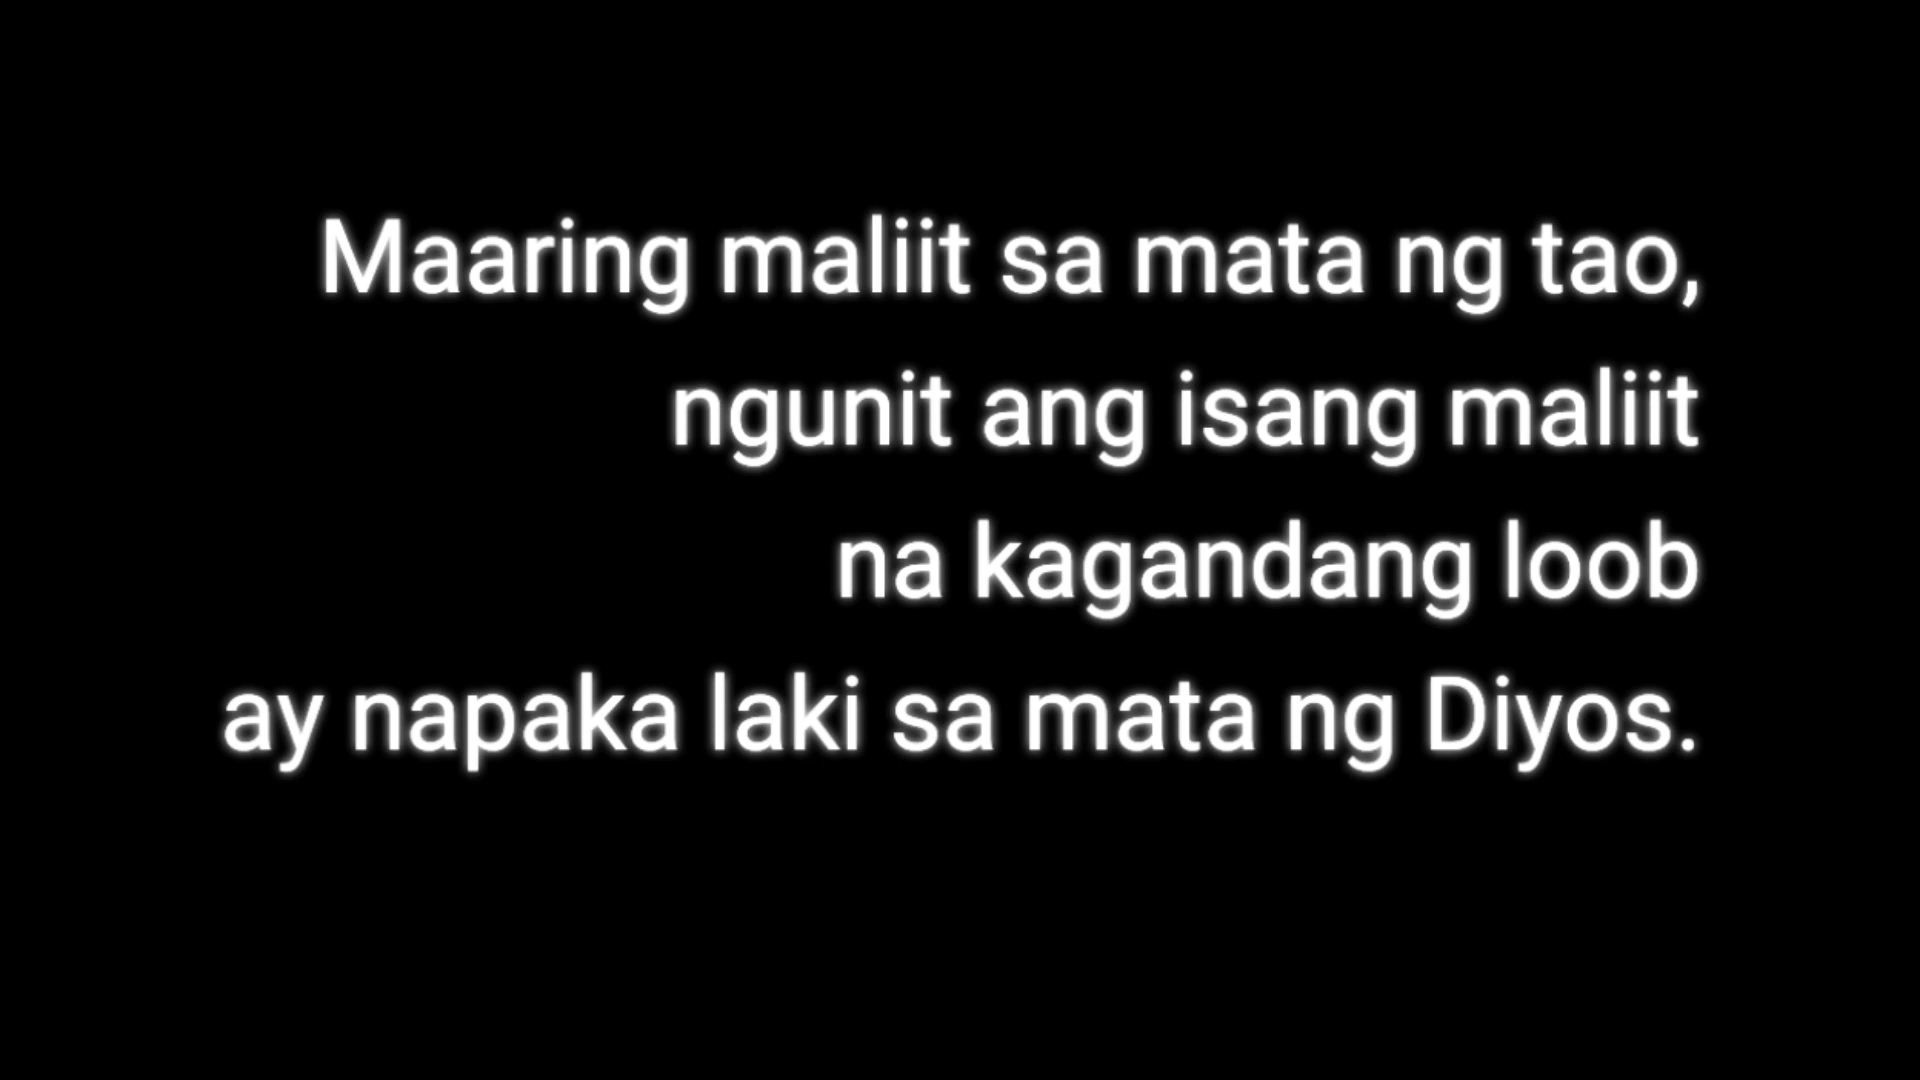 Maaring maliit sa mata ng tao,
ngunit ang isang maliit
na kagandang loob
ay napaka laki sa mata ng Diyos.